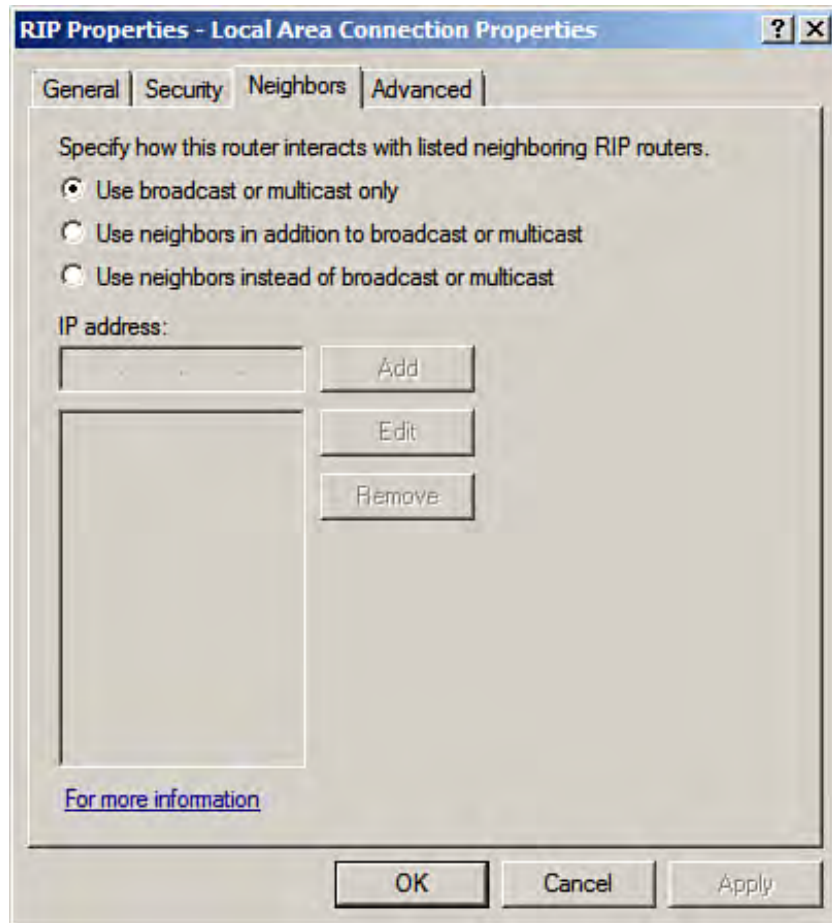 RIP Properties - Local Area Connection Properties
General Security Neighbors Advanced
Specify how this router interacts with listed neighboring RIP routers.
Use broadcast or multicast only
Use neighbors in addition to broadcast or multicast
Use neighbors instead of broadcast or multicast
IP address:
Add
Edit
Remove
For more information
OK Cancel Apply